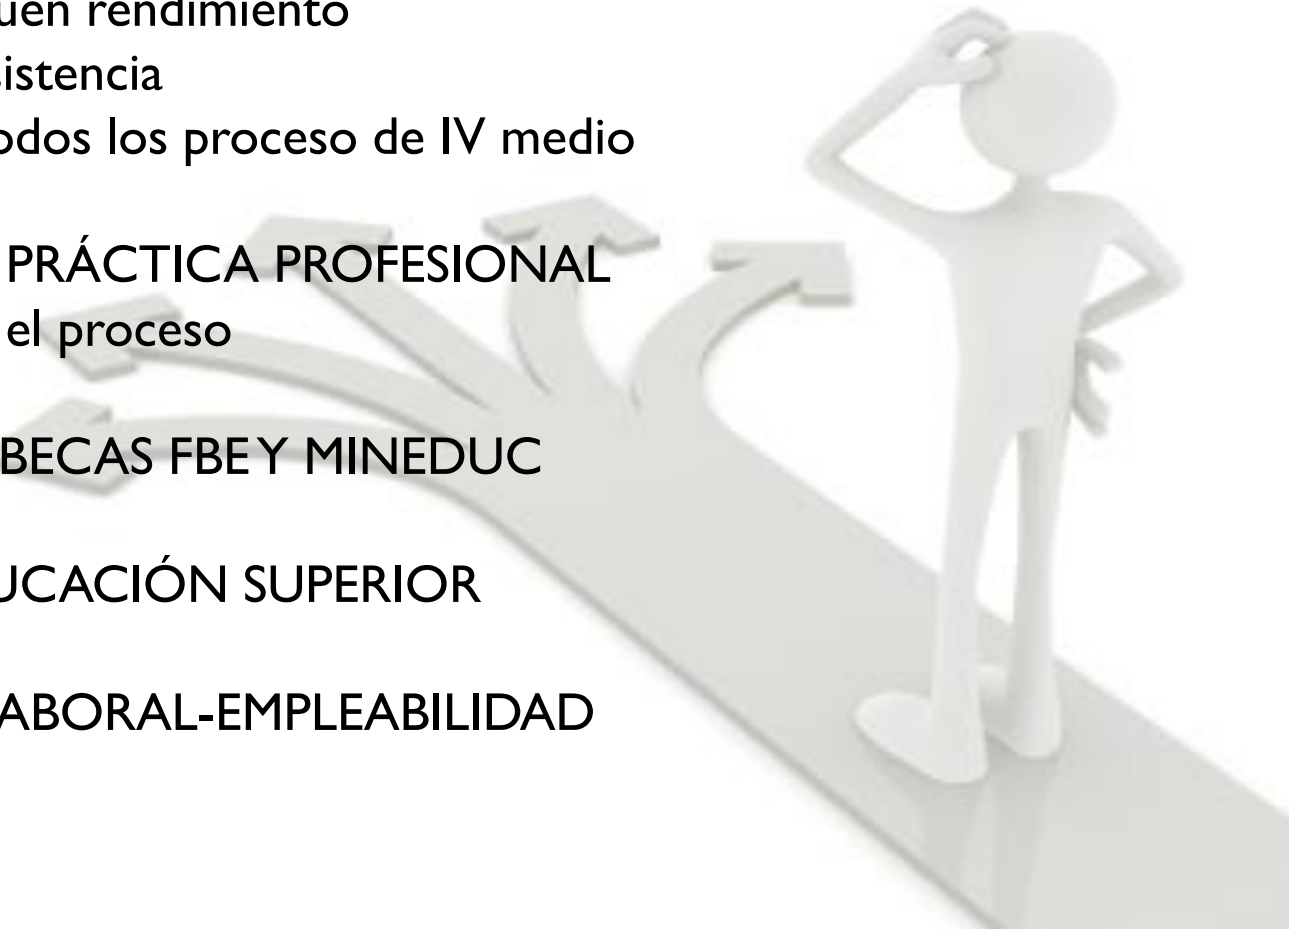 uen rendimiento
sistencia
odos los proceso de IV medio
PRÁCTICA PROFESIONAL
el proceso
BECAS FBE Y MINEDUC
UCACIÓN SUPERIOR
ABORAL-EMPLEABILIDAD